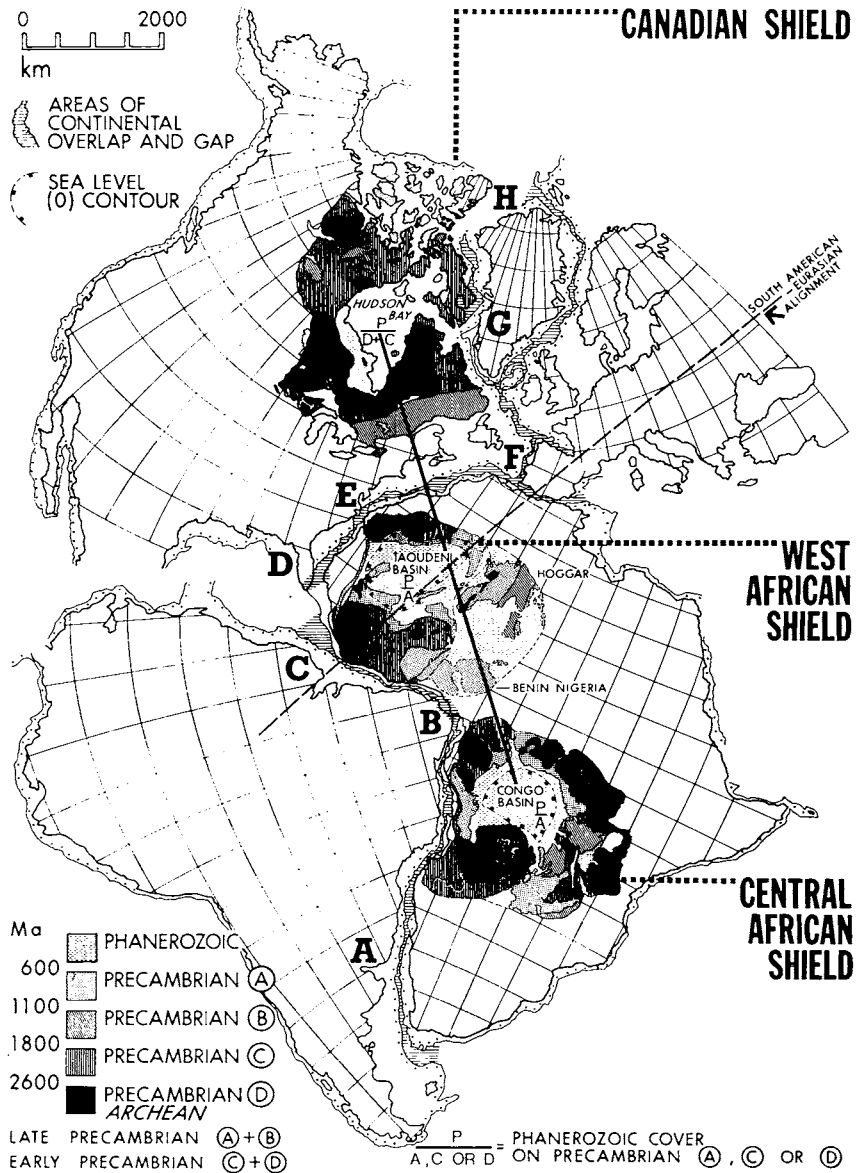 0 2000
km
AREAS OF
CONTINENTAL
OVERLAP AND GAP
SEA LEVEL
(0) CONTOUR
CANADIAN SHIELD
H
HUDSON
BAY
P
D+C
G
SOUTH AMERICAN
EURASIAN
ALIGNMENT
F
E
D
TAOUDENI
BASIN
P
A
HOGGAR
WEST
AFRICAN
SHIELD
C
BENIN NIGERIA
B
CONGO
BASIN
P
A
CENTRAL
AFRICAN
SHIELD
A
Ma
PHANEROZOIC
600
PRECAMBRIAN A
1100
PRECAMBRIAN B
1800
PRECAMBRIAN C
2600
PRECAMBRIAN D
ARCHEAN
LATE PRECAMBRIAN A+B
EARLY PRECAMBRIAN C+D
P
A, C OR D
= PHANEROZOIC COVER
ON PRECAMBRIAN A, C OR D